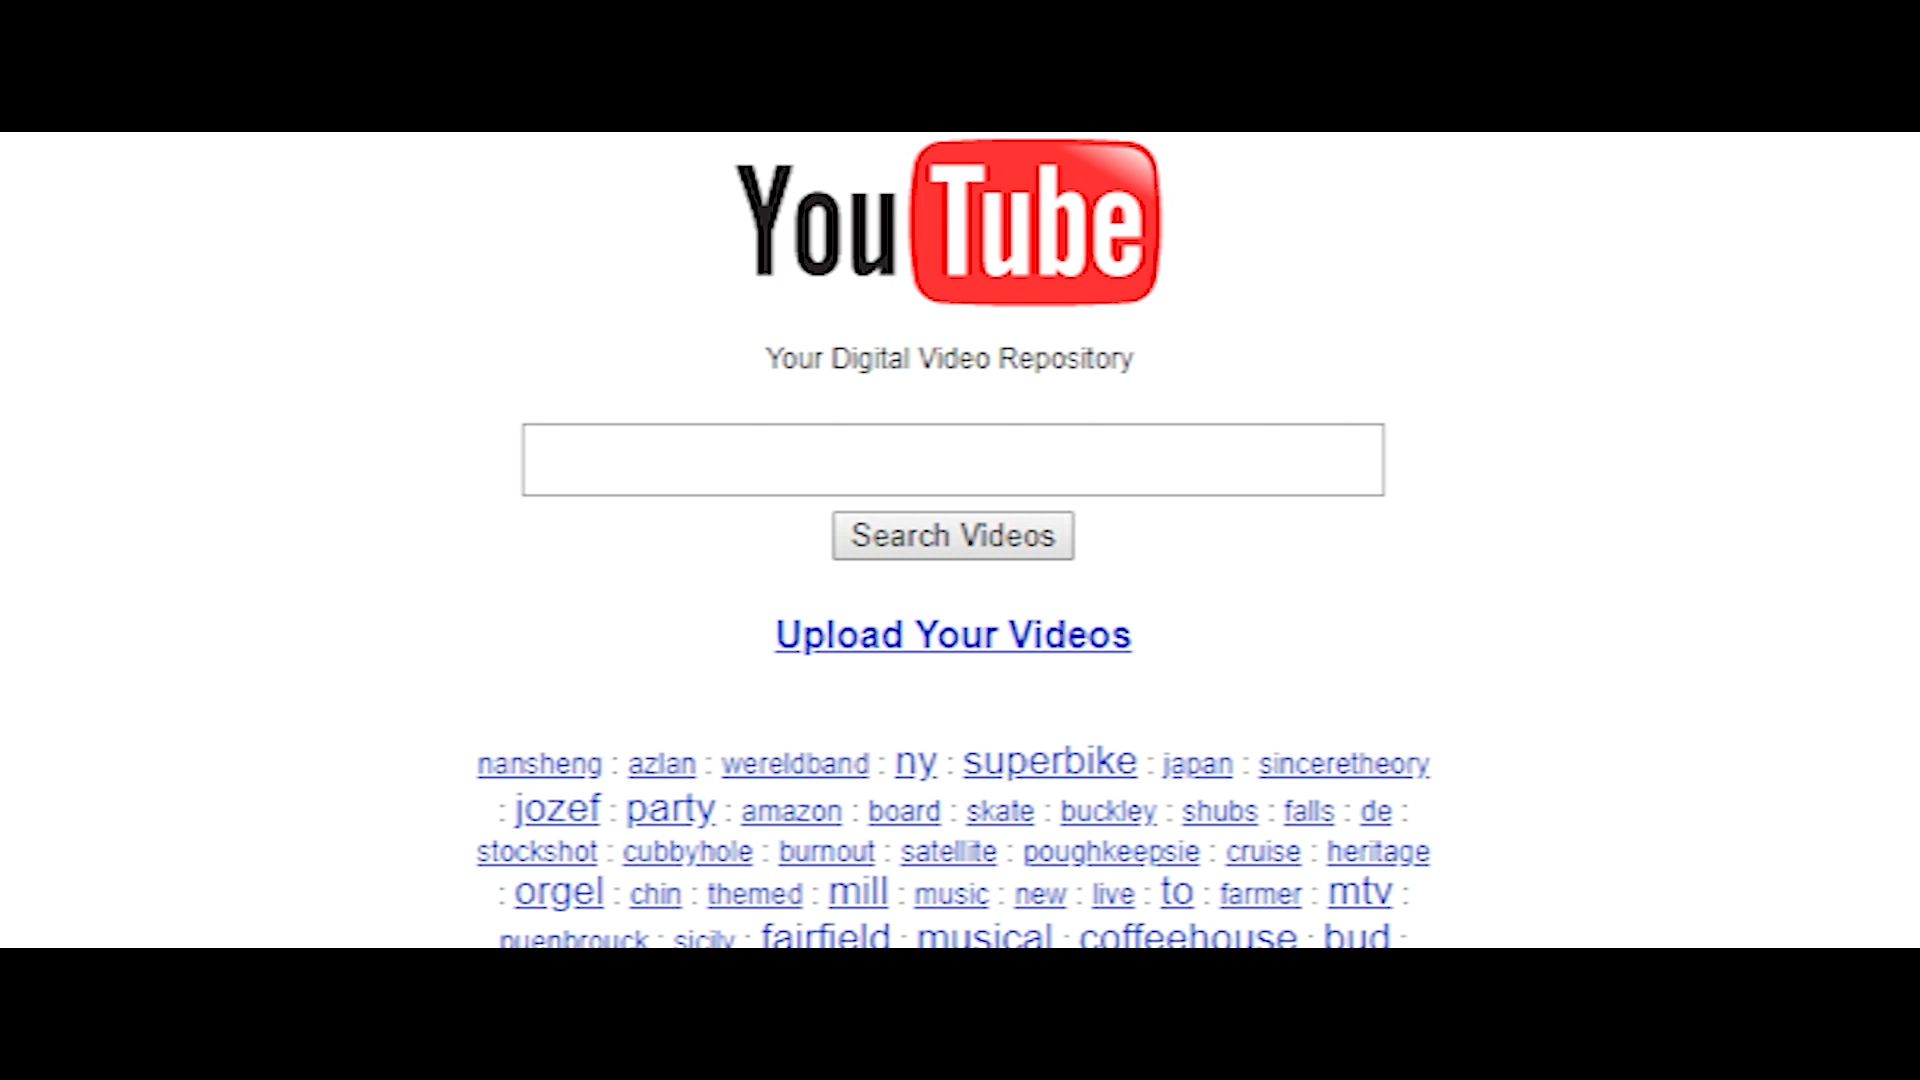 YouTube
Your Digital Video Repository
Search Videos
Upload Your Videos
nansheng : azlan : wereldband : ny : superbike : japan : sinceretheory
: jozef : party : amazon : board : skate : buckley : shubs : falls : de :
stockshot : cubbyhole : burnout : satellite : poughkeepsie : cruise : heritage
: orgel : chin : themed : mill : music : new : live : to : farmer : mtv :
puenbrouck : sicily : fairfield : musical : coffeehouse : bud :